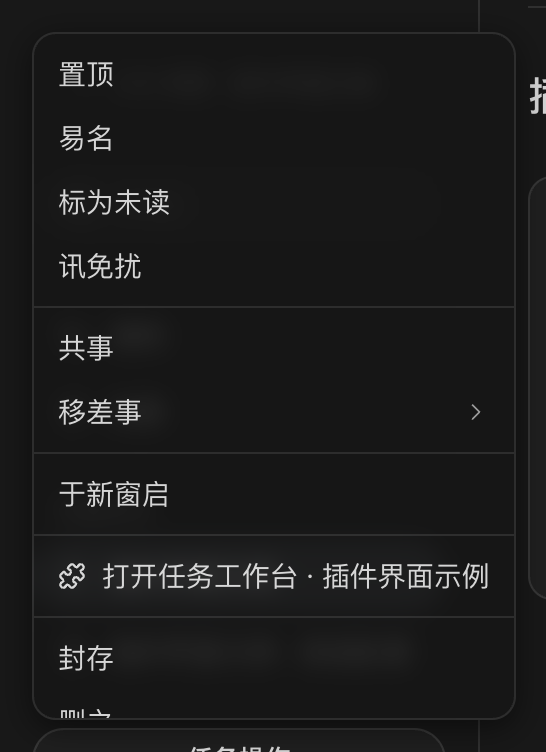 置顶
易名
标为未读
讯免扰
共事
移差事
于新窗启
打开任务工作台 · 插件界面示例
封存